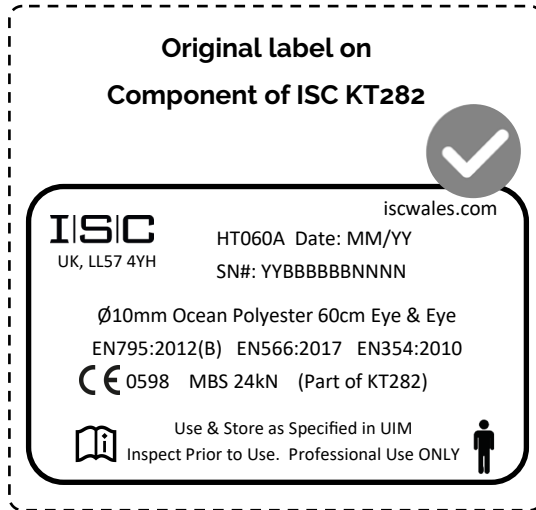 Original label on
Component of ISC KT282
iscwales.com
ISC
UK, LL57 4YH
HT060A Date: MM/YY
SN#: YYBBBBBBNNNN
Ø10mm Ocean Polyester 60cm Eye & Eye
EN795:2012(B) EN566:2017 EN354:2010
CE 0598 MBS 24kN (Part of KT282)
Use & Store as Specified in UIM
Inspect Prior to Use. Professional Use ONLY